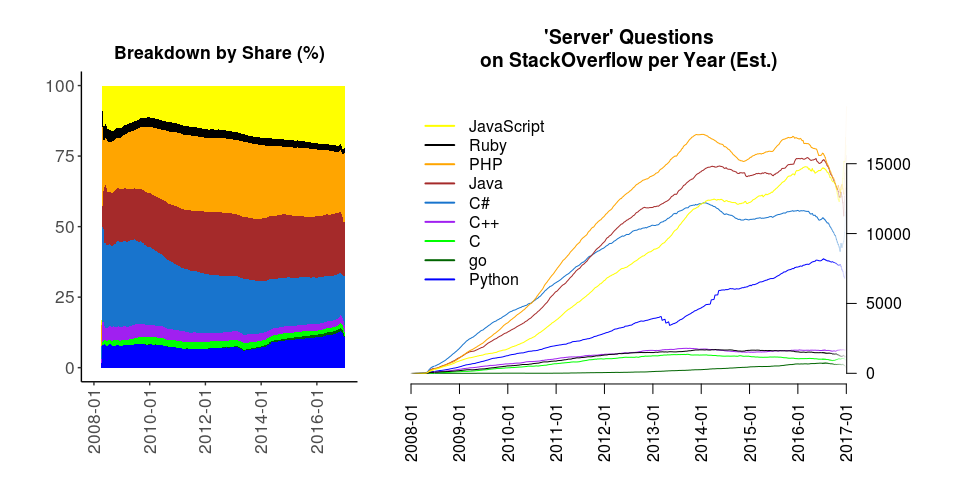 Breakdown by Share (%)
100
75
50
25
0
2008-01
2010-01
2012-01
2014-01
2016-01
'Server' Questions
on StackOverflow per Year (Est.)
JavaScript
Ruby
PHP
Java
C#
C++
C
go
Python
15000
10000
5000
0
2008-01
2009-01
2010-01
2011-01
2012-01
2013-01
2014-01
2015-01
2016-01
2017-01